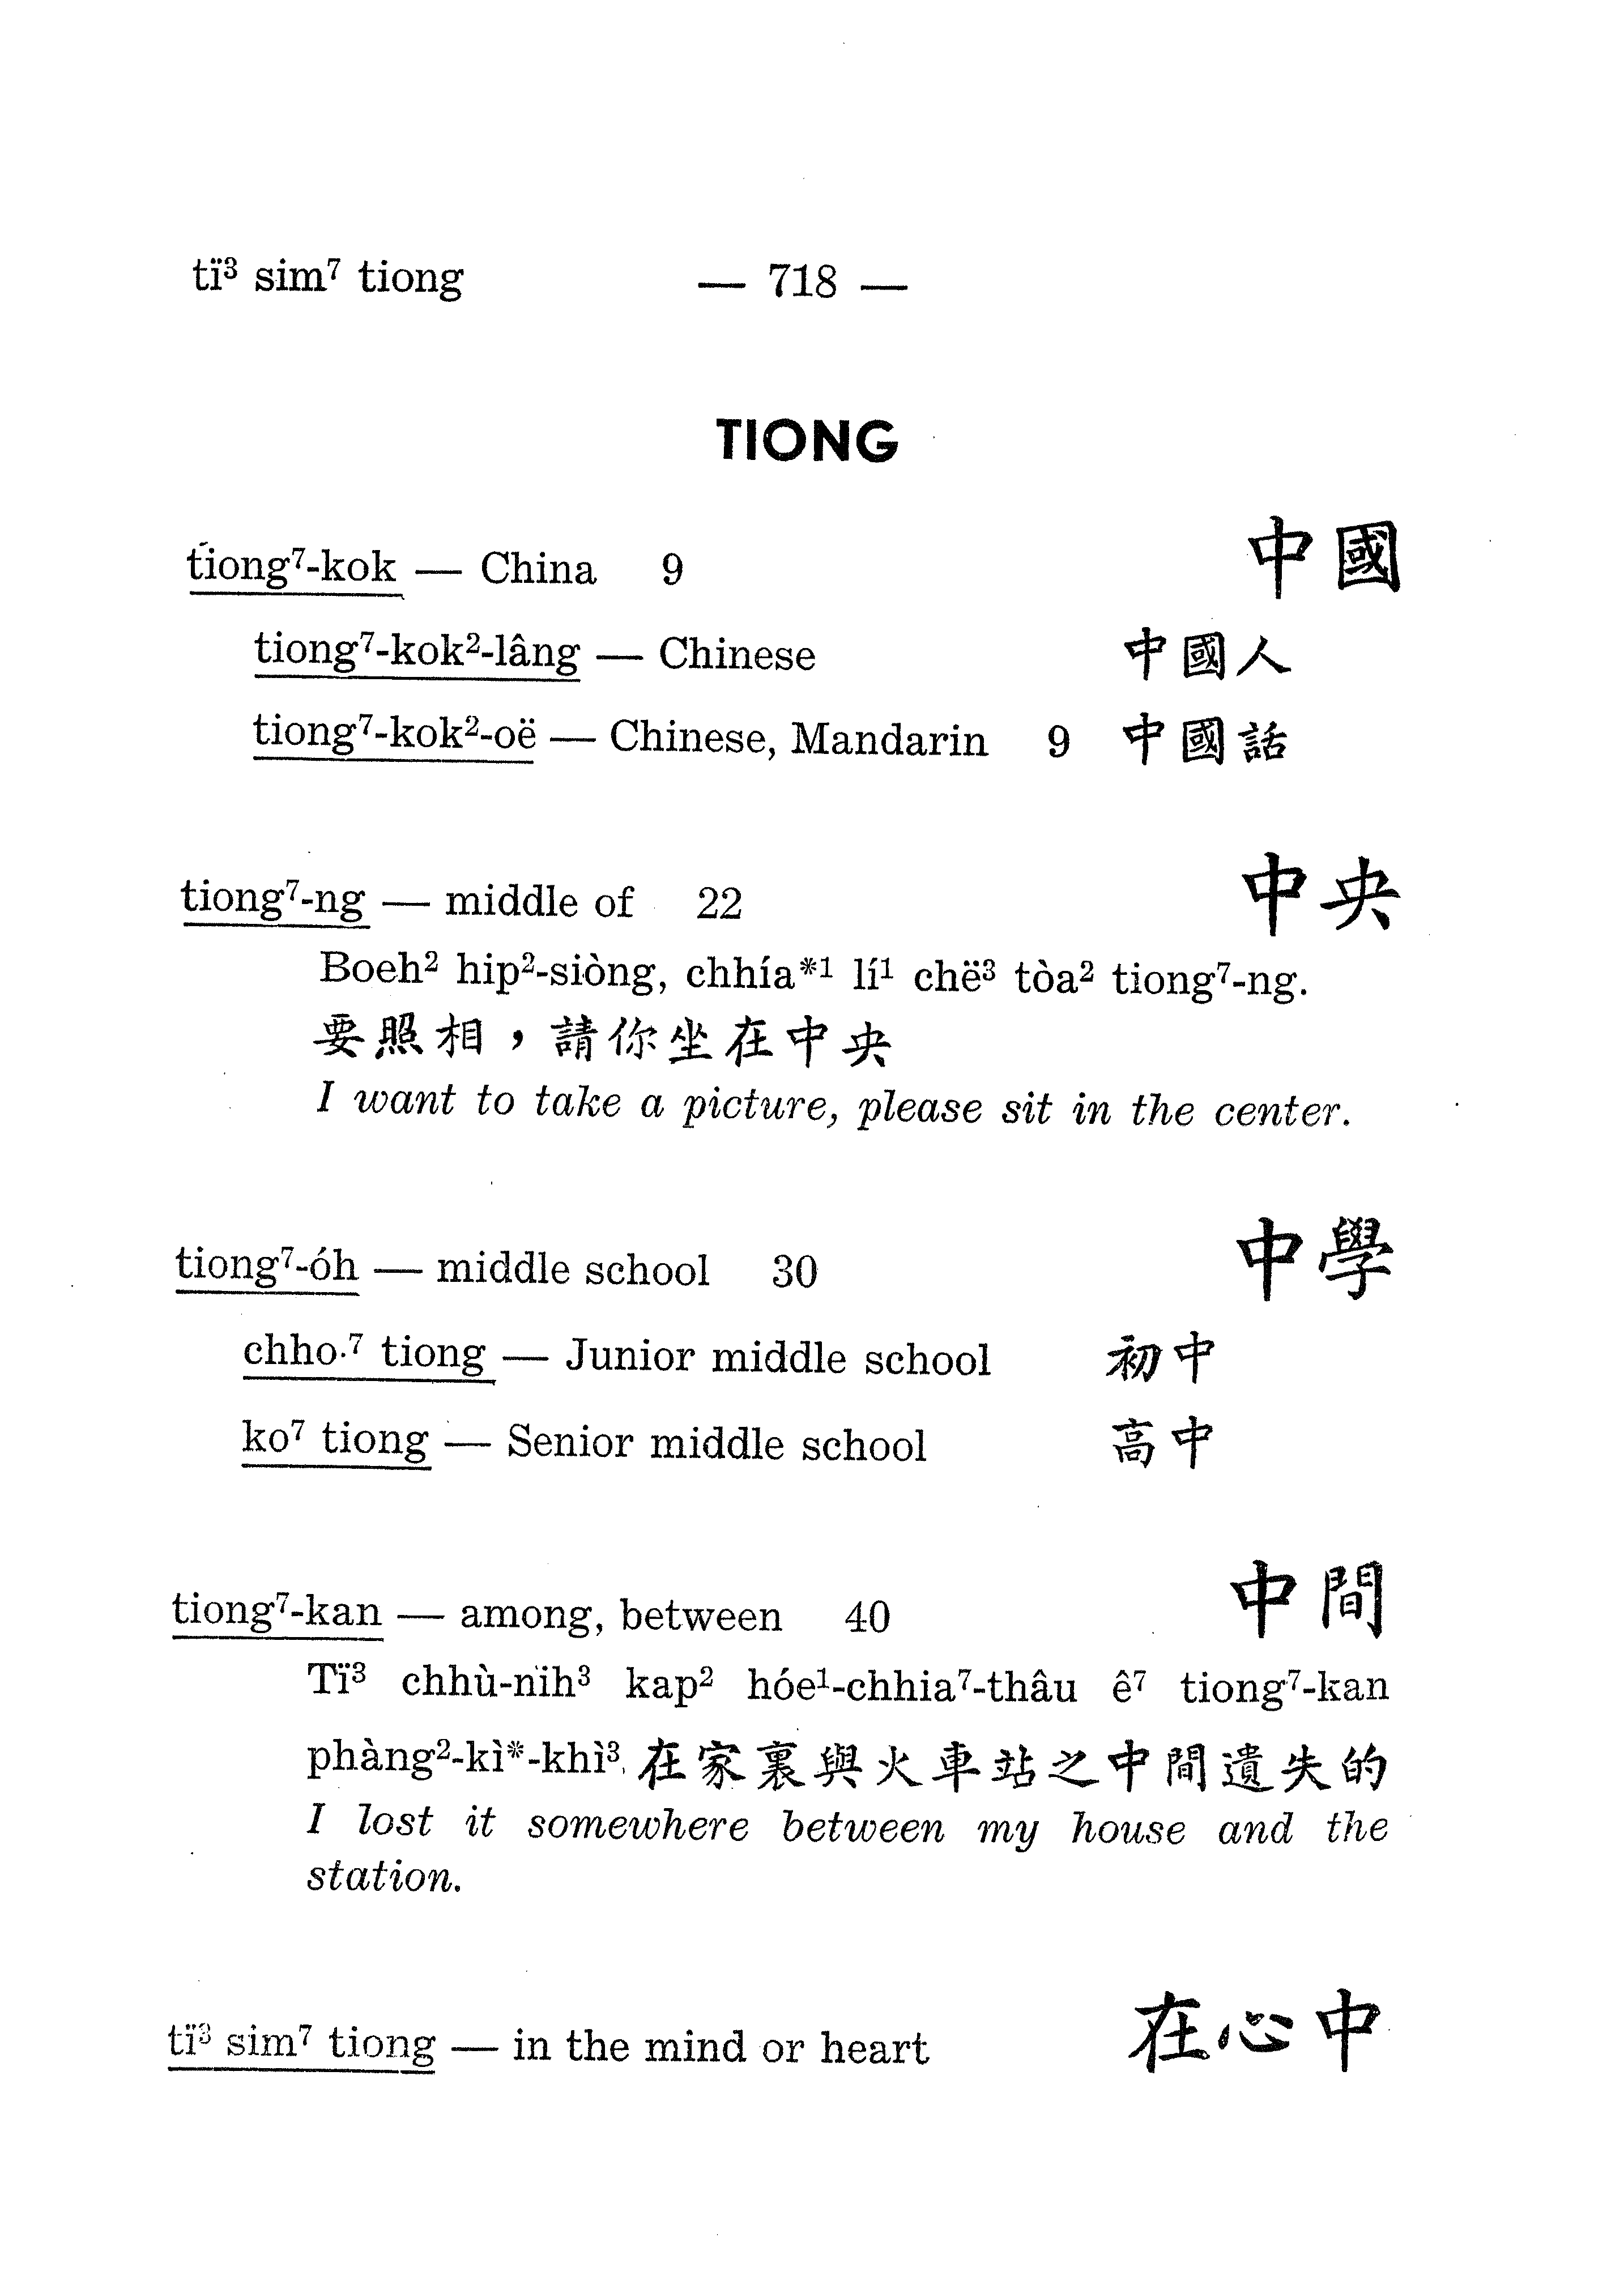 tï³ sim⁷ tiong — 718 —
TIONG
tiong⁷-kok — China 9 中國
tiong⁷-kok²-lâng — Chinese 中國人
tiong⁷-kok²-oë — Chinese, Mandarin 9 中國話
tiong⁷-ng — middle of 22 中央
Boeh² hip²-siòng, chhía*¹ lí¹ chë³ tòa² tiong⁷-ng.
要照相，請你坐在中央
I want to take a picture, please sit in the center.
tiong⁷-óh — middle school 30 中學
chho·⁷ tiong — Junior middle school 初中
ko⁷ tiong — Senior middle school 高中
tiong⁷-kan — among, between 40 中間
Tï³ chhù-nih³ kap² hóe¹-chhia⁷-thâu ê⁷ tiong⁷-kan
phàng²-kì*-khì³. 在家裏與火車站之中間遺失的
I lost it somewhere between my house and the
station.
tï³ sim⁷ tiong — in the mind or heart 在心中